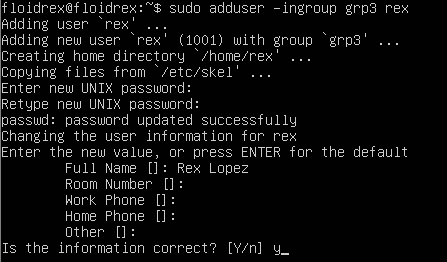 floidrex@floidrex:~$ sudo adduser -ingroup grp3 rex
Adding user `rex' ...
Adding new user `rex' (1001) with group `grp3' ...
Creating home directory `/home/rex' ...
Copying files from `/etc/skel' ...
Enter new UNIX password:
Retype new UNIX password:
passwd: password updated successfully
Changing the user information for rex
Enter the new value, or press ENTER for the default
Full Name []: Rex Lopez
Room Number []:
Work Phone []:
Home Phone []:
Other []:
Is the information correct? [Y/n] y_